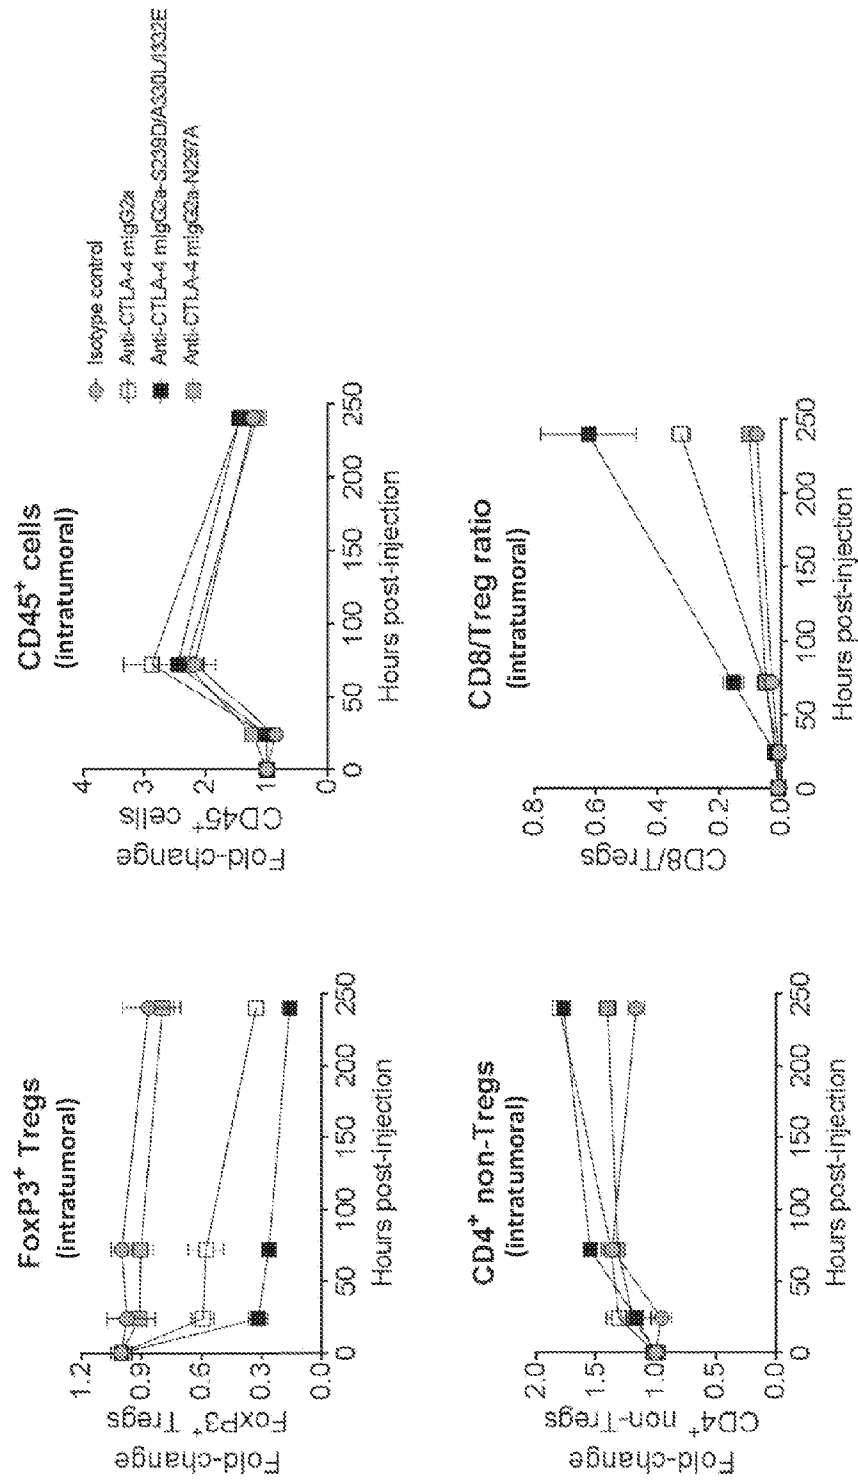 FoxP3⁺ Tregs
(intratumoral)
Fold-change
FoxP3⁺ Tregs
1.2
0.9
0.6
0.3
0.0
0
50
100
150
200
250
Hours post-injection
CD45⁺ cells
(intratumoral)
Fold-change
CD45⁺ cells
4
3
2
1
0
0
50
100
150
200
250
Hours post-injection
Isotype control
Anti-CTLA-4 mIgG2a
Anti-CTLA-4 mIgG2a-S239D/A330L/I332E
Anti-CTLA-4 mIgG2a-N297A
CD4⁺ non-Tregs
(intratumoral)
Fold-change
CD4⁺ non-Tregs
2.0
1.5
1.0
0.5
0.0
0
50
100
150
200
250
Hours post-injection
CD8/Treg ratio
(intratumoral)
CD8/Tregs
0.8
0.6
0.4
0.2
0.0
0
50
100
150
200
250
Hours post-injection